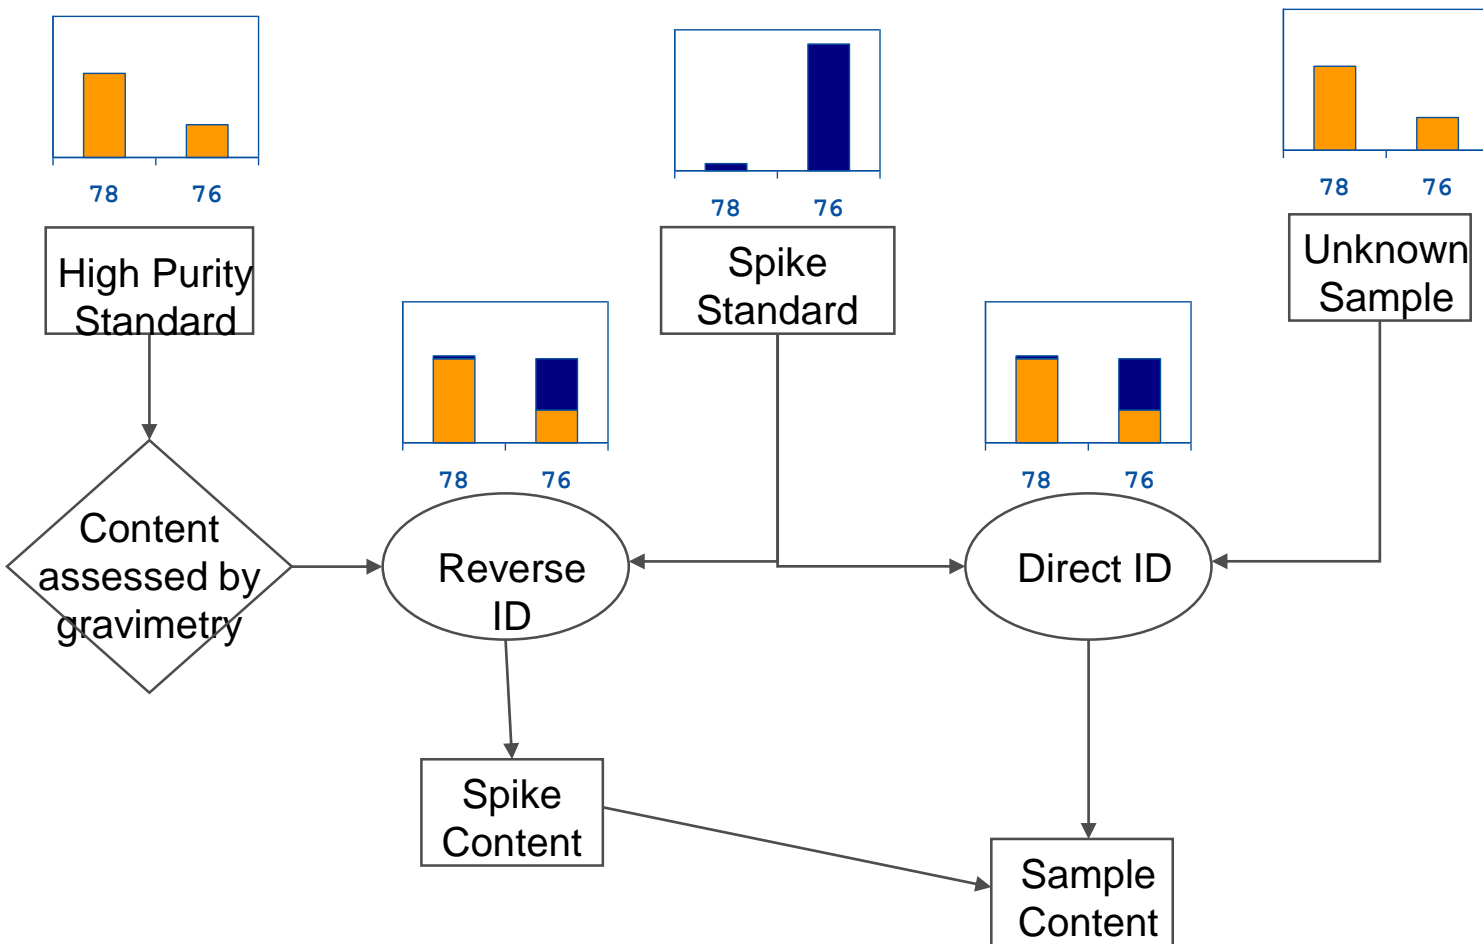 78 76
High Purity
Standard
78 76
Spike
Standard
78 76
Unknown
Sample
78 76
78 76
Content
assessed by
gravimetry
Reverse
ID
Direct ID
Spike
Content
Sample
Content